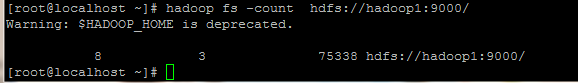 [root@localhost ~]# hadoop fs -count  hdfs://hadoop1:9000/
Warning: $HADOOP_HOME is deprecated.
8            3              75338 hdfs://hadoop1:9000/
[root@localhost ~]#